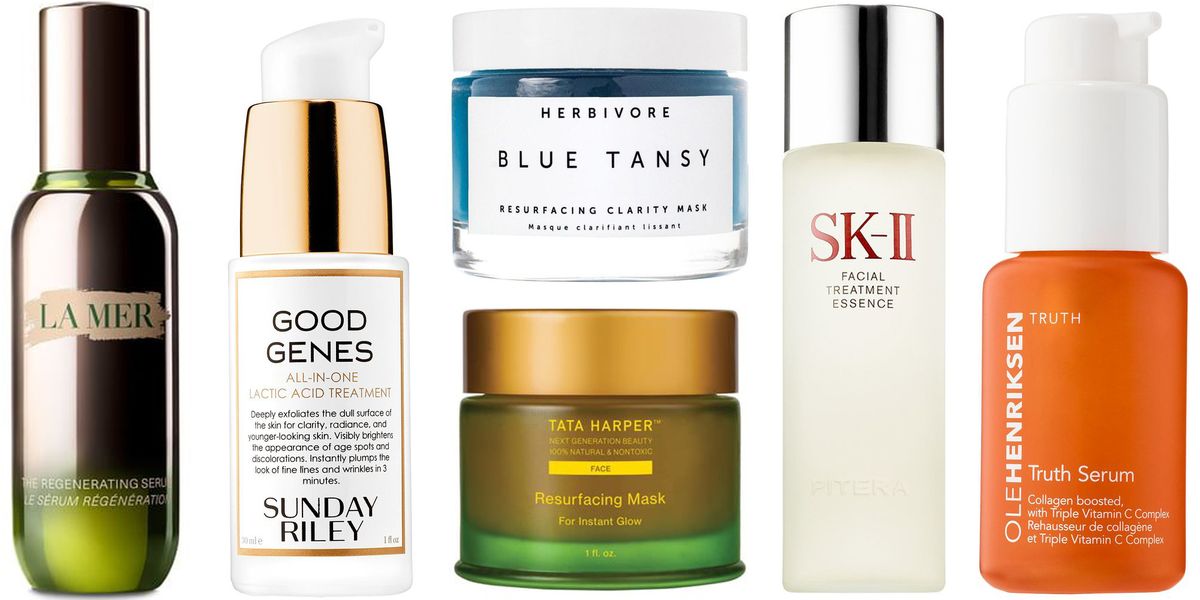 LA MER
THE REGENERATING SERUM
LE SÉRUM RÉGÉNÉRATION
GOOD
GENES
ALL-IN-ONE
LACTIC ACID TREATMENT
Deeply exfoliates the dull surface of
the skin for clarity, radiance, and
younger-looking skin. Visibly brightens
the appearance of age spots and
discolorations. Instantly plumps the
look of fine lines and wrinkles in 3
minutes.
SUNDAY
RILEY
30 ml e 1 fl oz
HERBIVORE
BLUE TANSY
RESURFACING CLARITY MASK
Masque clarifiant lissant
TATA HARPER™
NEXT GENERATION BEAUTY
100% NATURAL & NONTOXIC
FACE
Resurfacing Mask
For Instant Glow
1 fl. oz.
SK-II
FACIAL
TREATMENT
ESSENCE
PITERA
OLEHENRIKSEN
TRUTH
Truth Serum
Collagen boosted,
with Triple Vitamin C Complex
Rehausseur de collagène
et Triple Vitamin C Complex